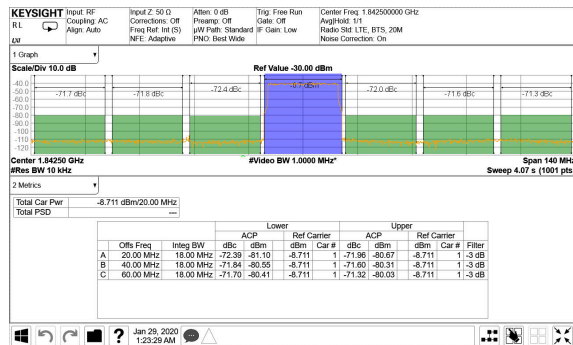 KEYSIGHT Input: RF Input Z: 50 Ω Atten: 0 dB Trig: Free Run Center Freq: 1.842500000 GHz
RL Coupling: AC Corrections: Off Preamp: Off Gate: Off Avg|Hold: 1/1
Align: Auto Freq Ref: Int (S) µW Path: Standard IF Gain: Low Radio Std: LTE, BTS, 20M
LXI NFE: Adaptive PNO: Best Wide Noise Correction: On
1 Graph
Scale/Div 10.0 dB Ref Value -30.00 dBm
-40.0
-50.0
-60.0
-70.0
-80.0
-90.0
-100
-110
-120
-71.7 dBc -71.8 dBc -72.4 dBc -8.7 dBm -72.0 dBc -71.6 dBc -71.3 dBc
Center 1.84250 GHz #Video BW 1.0000 MHz* Span 140 MHz
#Res BW 10 kHz Sweep 4.07 s (1001 pts
2 Metrics
Total Car Pwr -8.711 dBm/20.00 MHz
Total PSD ---
Lower Upper
ACP Ref Carrier ACP Ref Carrier
Offs Freq Integ BW dBc dBm dBm Car # dBc dBm dBm Car # Filter
A 20.00 MHz 18.00 MHz -72.39 -81.10 -8.711 1 -71.96 -80.67 -8.711 1 -3 dB
B 40.00 MHz 18.00 MHz -71.84 -80.55 -8.711 1 -71.60 -80.31 -8.711 1 -3 dB
C 60.00 MHz 18.00 MHz -71.70 -80.41 -8.711 1 -71.32 -80.03 -8.711 1 -3 dB
? Jan 29, 2020
1:23:29 AM